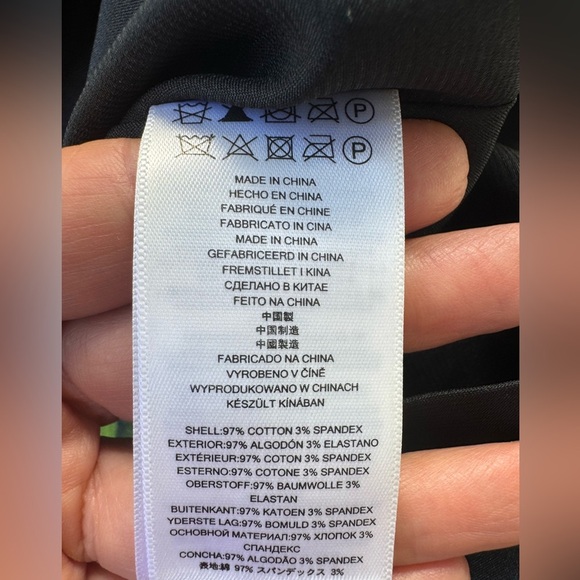 P
P
MADE IN CHINA
HECHO EN CHINA
FABRIQUÉ EN CHINE
FABBRICATO IN CINA
MADE IN CHINA
GEFABRICEERD IN CHINA
FREMSTILLET I KINA
СДЕЛАНО В КИТАЕ
FEITO NA CHINA
中国製
中国制造
中國製造
FABRICADO NA CHINA
VYROBENO V ČÍNĚ
WYPRODUKOWANO W CHINACH
KÉSZÜLT KÍNÁBAN
SHELL:97% COTTON 3% SPANDEX
EXTERIOR:97% ALGODÓN 3% ELASTANO
EXTÉRIEUR:97% COTON 3% SPANDEX
ESTERNO:97% COTONE 3% SPANDEX
OBERSTOFF:97% BAUMWOLLE 3%
ELASTAN
BUITENKANT:97% KATOEN 3% SPANDEX
YDERSTE LAG:97% BOMULD 3% SPANDEX
ОСНОВНОЙ МАТЕРИАЛ:97% ХЛОПОК 3%
СПАНДЕКС
CONCHA:97% ALGODÃO 3% SPANDEX
表地:綿 97% スパンデックス 3%